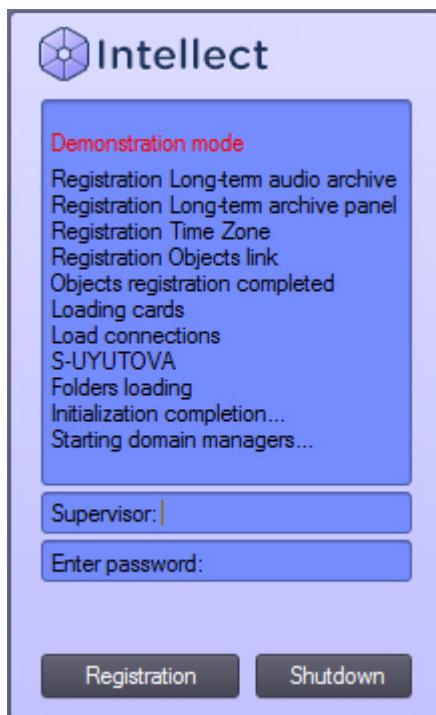 Intellect
Demonstration mode
Registration Long-term audio archive
Registration Long-term archive panel
Registration Time Zone
Registration Objects link
Objects registration completed
Loading cards
Load connections
S-UYUTOVA
Folders loading
Initialization completion...
Starting domain managers...
Supervisor:
Enter password:
Registration
Shutdown